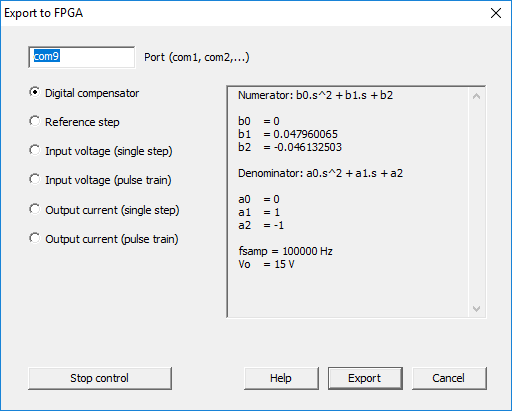 Export to FPGA
com9
Port (com1, com2,...)
Digital compensator
Reference step
Input voltage (single step)
Input voltage (pulse train)
Output current (single step)
Output current (pulse train)
Numerator: b0.s^2 + b1.s + b2
b0 = 0
b1 = 0.047960065
b2 = -0.046132503
Denominator: a0.s^2 + a1.s + a2
a0 = 0
a1 = 1
a2 = -1
fsamp = 100000 Hz
Vo = 15 V
Stop control
Help
Export
Cancel